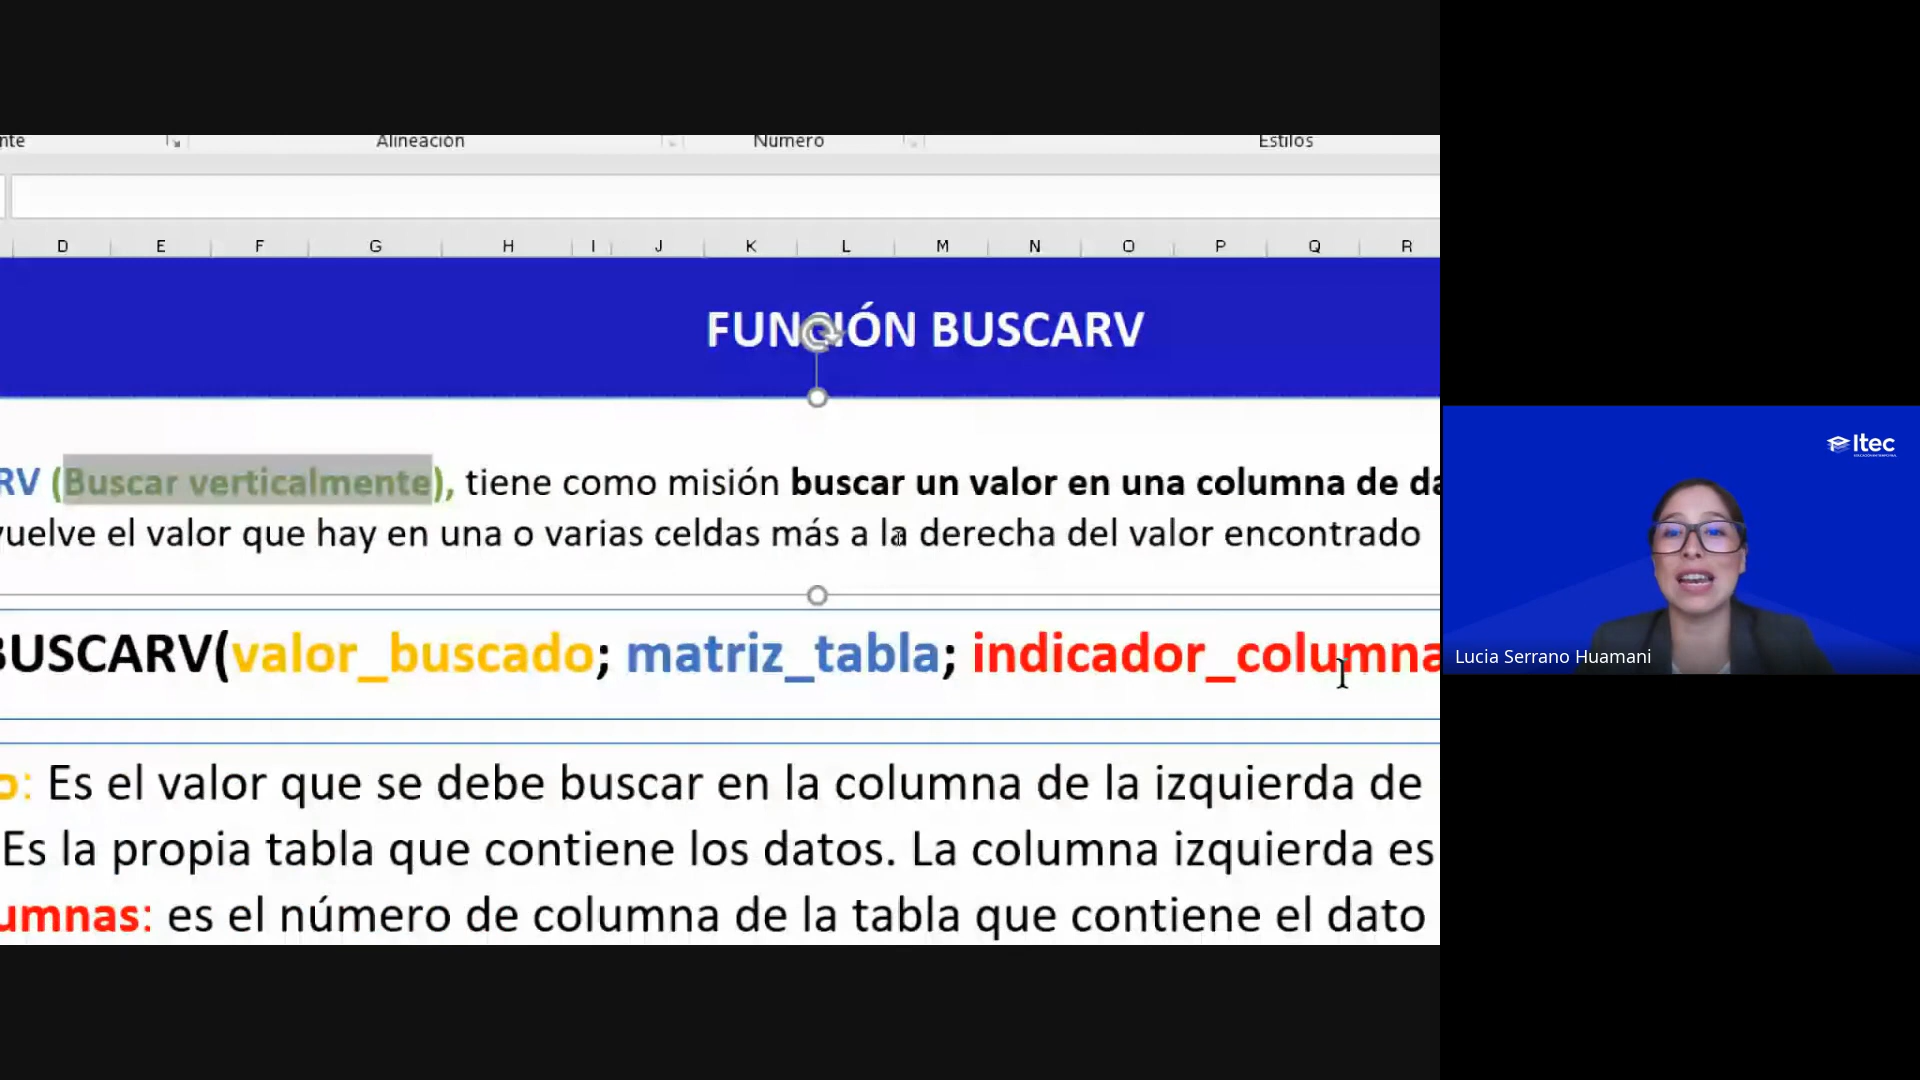 nte Alineación Número Estilos
D E F G H I J K L M N O P Q R
FUNCIÓN BUSCARV
RV (Buscar verticalmente), tiene como misión buscar un valor en una columna de da
vuelve el valor que hay en una o varias celdas más a la derecha del valor encontrado
BUSCARV(valor_buscado; matriz_tabla; indicador_columna
o: Es el valor que se debe buscar en la columna de la izquierda de
Es la propia tabla que contiene los datos. La columna izquierda es
umnas: es el número de columna de la tabla que contiene el dato
Itec
Lucia Serrano Huamani